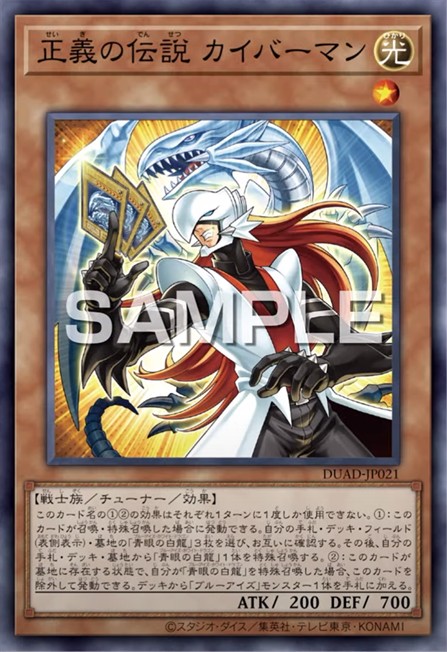 正義の伝説 カイバーマン
せい ぎ でん せつ
光
ひかり
SAMPLE
DUAD-JP021
【戦士族／チューナー／効果】
このカード名の①②の効果はそれぞれ1ターンに1度しか使用できない。①：この
カードが召喚・特殊召喚した場合に発動できる。自分の手札・デッキ・フィールド
(表側表示)・墓地の「青眼の白龍」3枚を選び、お互いに確認する。その後、自分の
手札・デッキ・墓地から「青眼の白龍」1体を特殊召喚する。②：このカードが
墓地に存在する状態で、自分が「青眼の白龍」を特殊召喚した場合、このカードを
除外して発動できる。デッキから「ブルーアイズ」モンスター1体を手札に加える。
ATK/ 200 DEF/ 700
©スタジオ・ダイス／集英社・テレビ東京・KONAMI